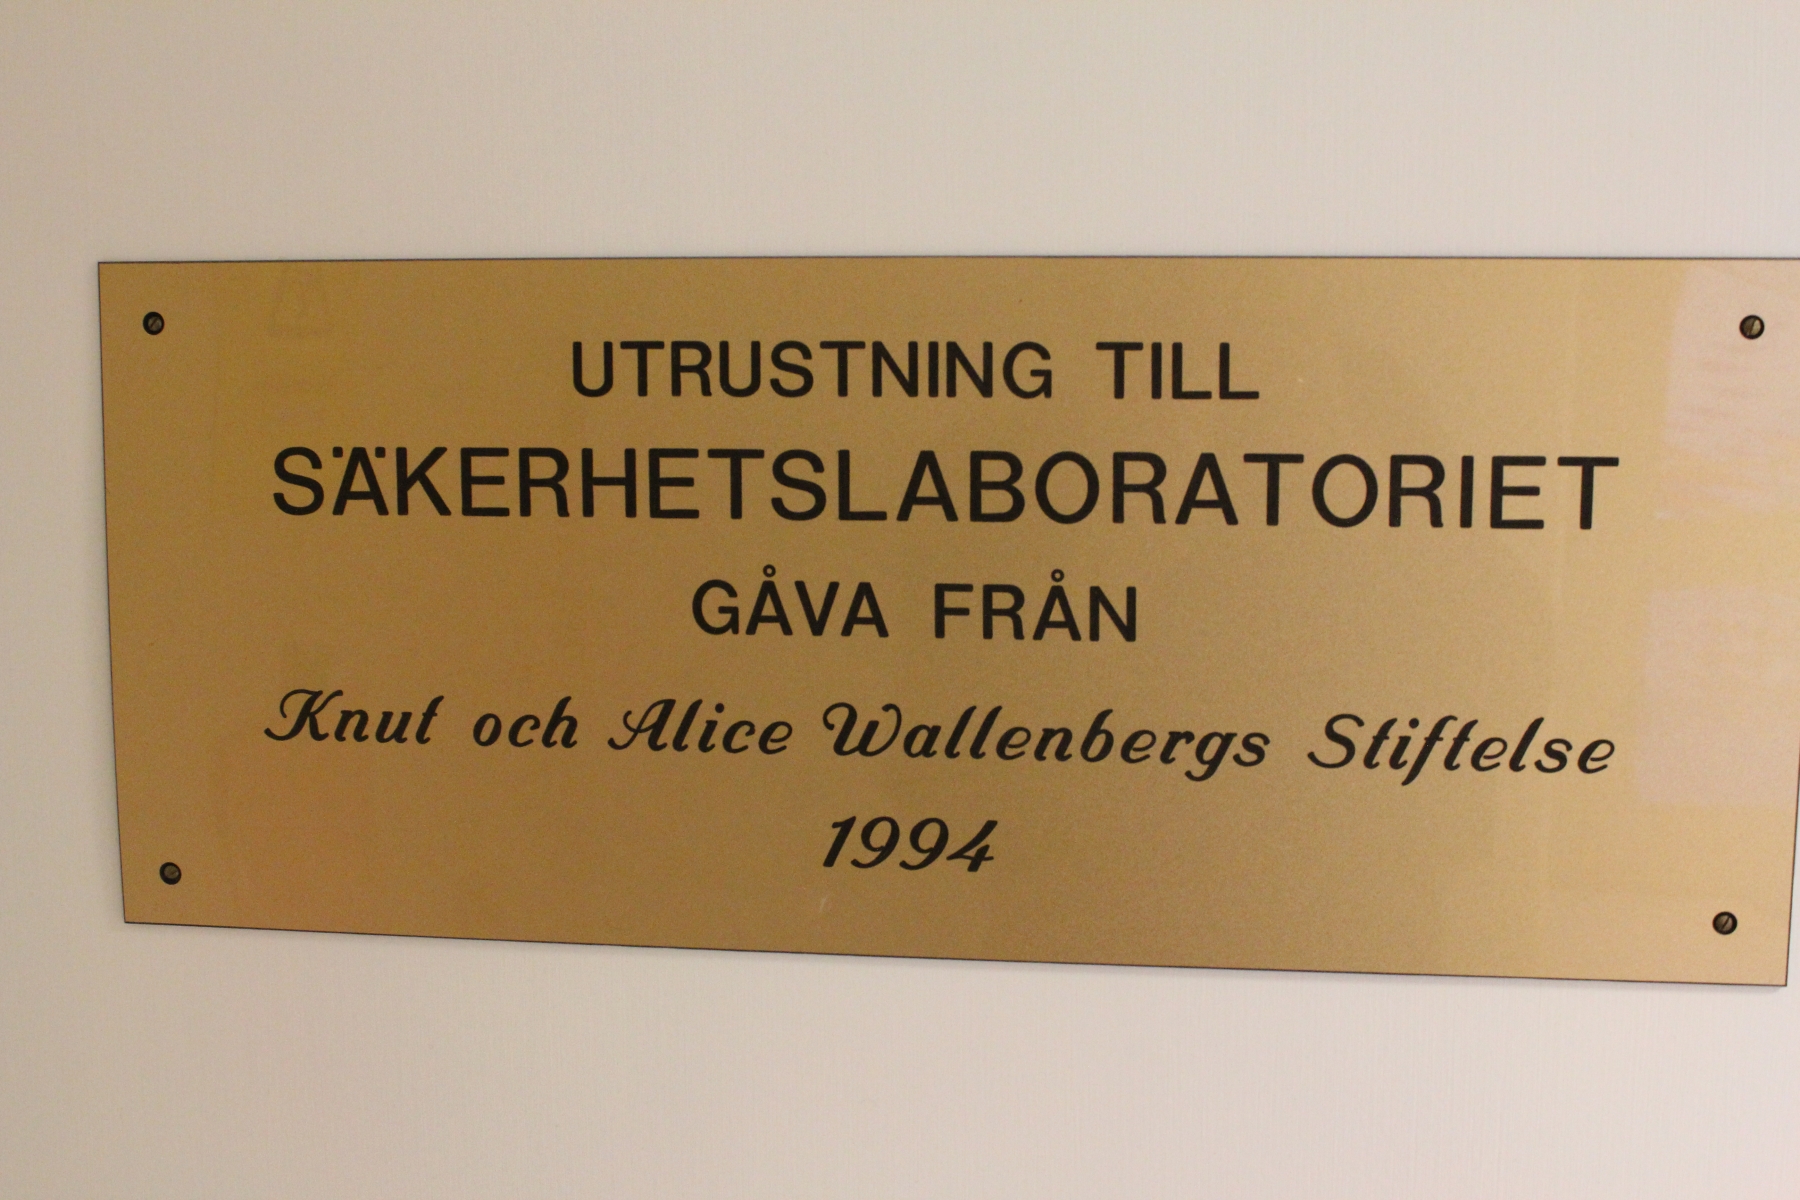 UTRUSTNING TILL
SÄKERHETSLABORATORIET
GÅVA FRÅN
Knut och Alice Wallenbergs Stiftelse
1994